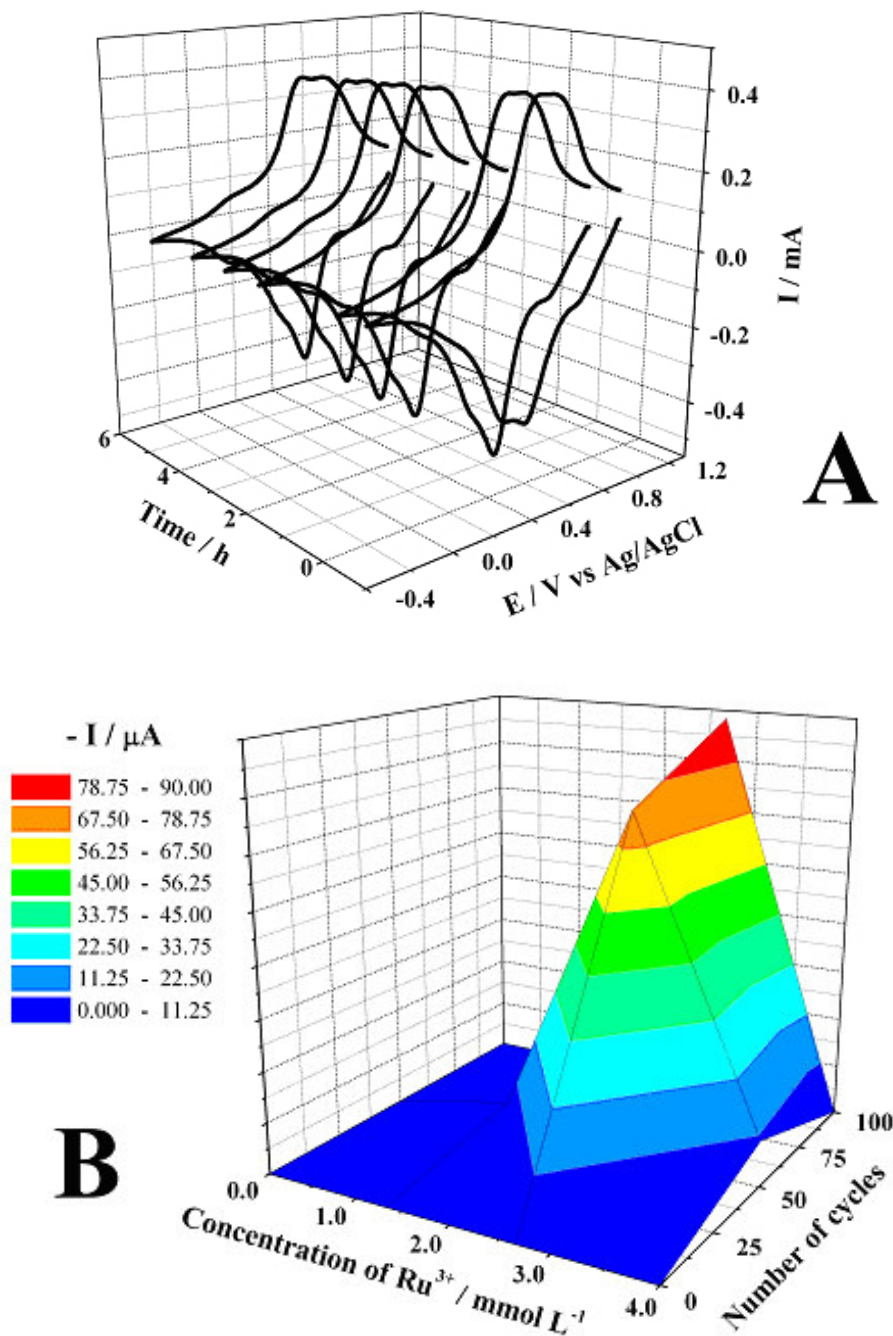 0.4
0.2
0.0
-0.2
-0.4
I / mA
6
4
2
0
Time / h
-0.4
0.0
0.4
0.8
1.2
E / V vs Ag/AgCl
A
- I / μA
78.75 - 90.00
67.50 - 78.75
56.25 - 67.50
45.00 - 56.25
33.75 - 45.00
22.50 - 33.75
11.25 - 22.50
0.000 - 11.25
B
0.0
1.0
2.0
3.0
4.0
Concentration of Ru³⁺ / mmol L⁻¹
0
25
50
75
100
Number of cycles